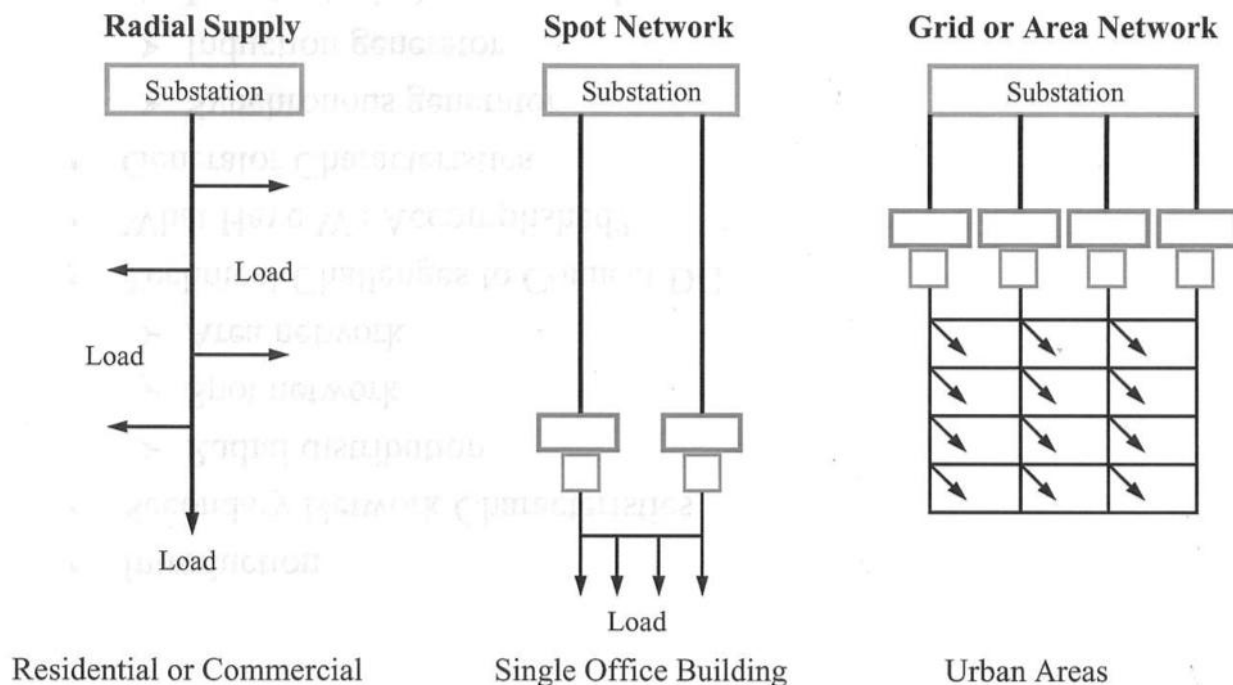 Radial Supply
Spot Network
Grid or Area Network
Substation
Substation
Substation
Load
Load
Load
Load
Residential or Commercial
Single Office Building
Urban Areas